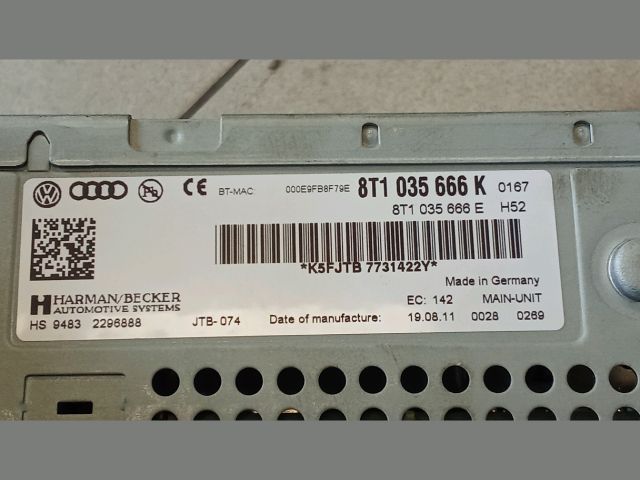 BT-MAC: 000E9FB8F79E 8T1 035 666 K 0167
8T1 035 666 E H52
*K5FJTB 7731422Y*
Made in Germany
HARMAN/BECKER
AUTOMOTIVE SYSTEMS
EC: 142 MAIN-UNIT
HS 9483 2296888 JTB-074 Date of manufacture: 19.08.11 0028 0269